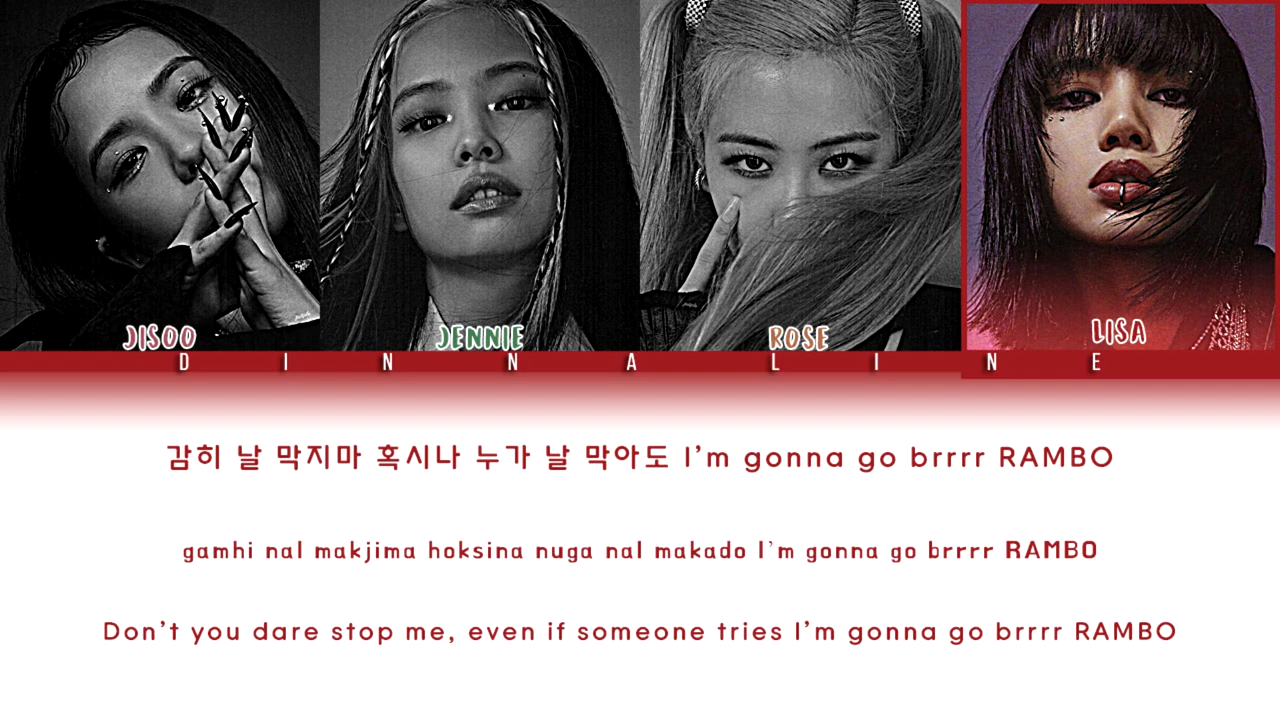 JISOO
JENNIE
ROSE
LISA
D I N N A L I N E
감히 날 막지마 혹시나 누가 날 막아도 I'm gonna go brrrr RAMBO
gamhi nal makjima hoksina nuga nal makado I'm gonna go brrrr RAMBO
Don't you dare stop me, even if someone tries I'm gonna go brrrr RAMBO